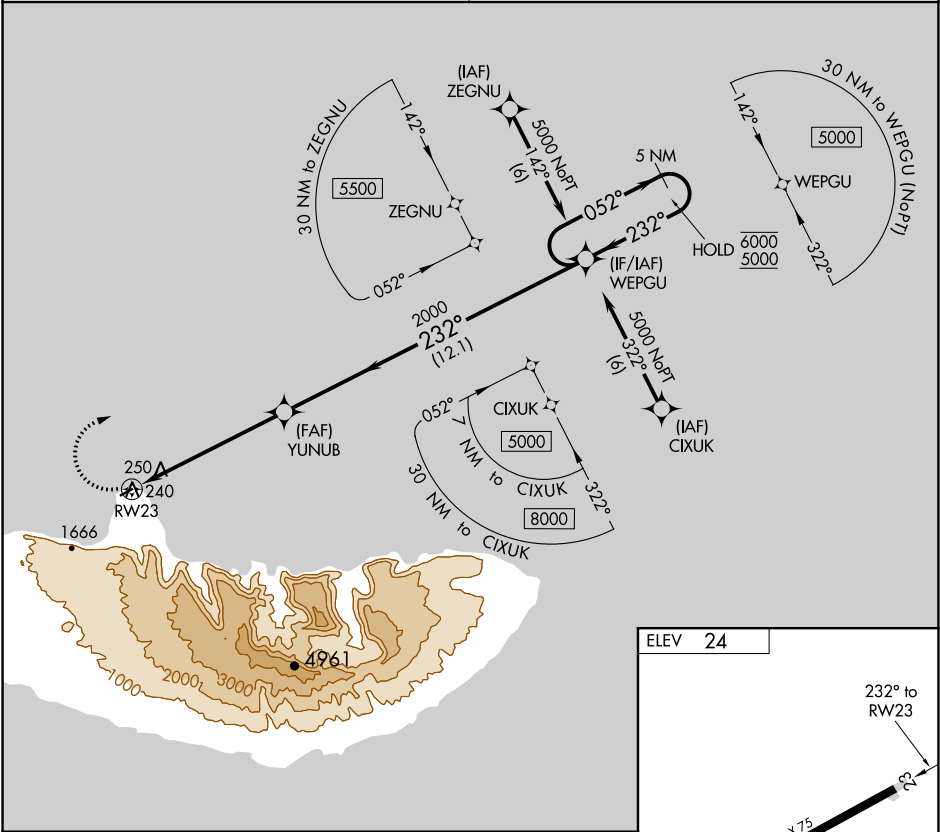 (IAF)
ZEGNU
5000 NoPT
142°
(6)
30 NM to ZEGNU
142°
5500
ZEGNU
052°
5 NM
052°
232°
HOLD
6000
5000
(IF/IAF)
WEPGU
30 NM to WEPGU (NoPT)
142°
5000
WEPGU
322°
2000
232°
(12.1)
5000 NoPT
322°
(6)
(IAF)
CIXUK
052°
CIXUK
5000
NM to CIXUK
322°
8000
30 NM to CIXUK
(FAF)
YUNUB
250
240
RW23
1666
4961
1000
2000
3000
ELEV 24
232° to
RW23
23
X 75